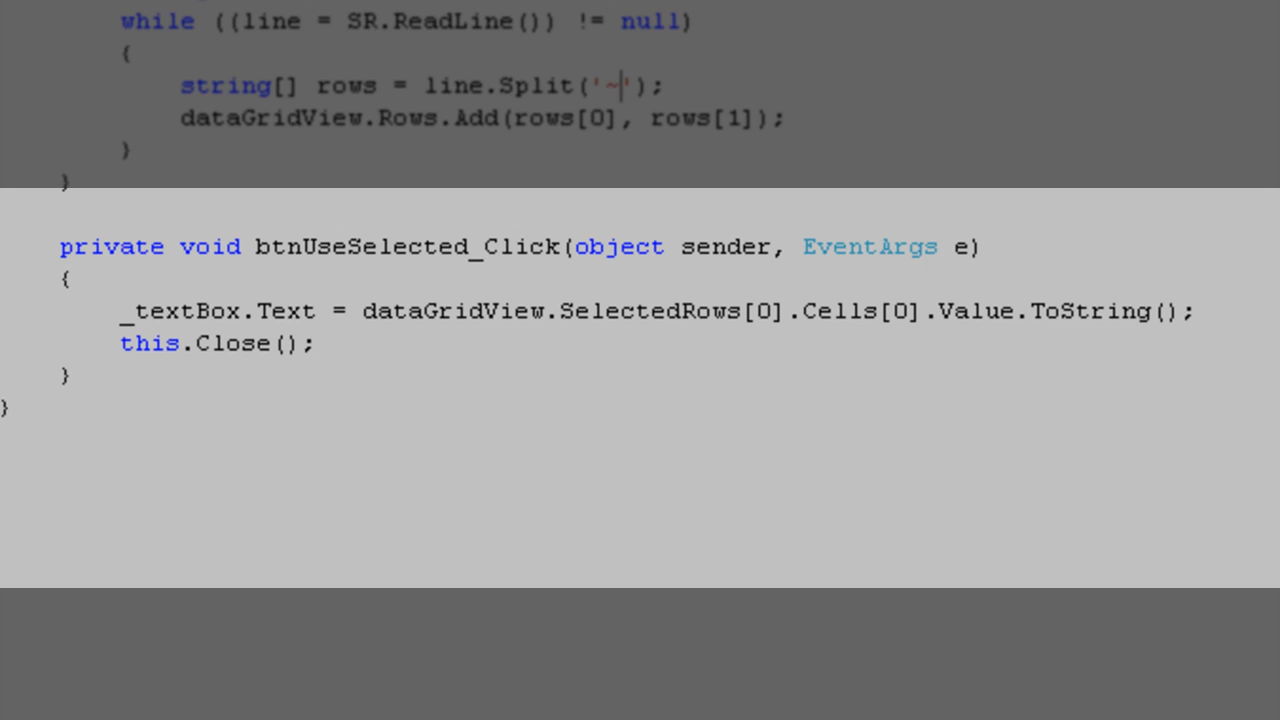 while ((line = SR.ReadLine()) != null)
{
string[] rows = line.Split('~');
dataGridView.Rows.Add(rows[0], rows[1]);
}
}
private void btnUseSelected_Click(object sender, EventArgs e)
{
_textBox.Text = dataGridView.SelectedRows[0].Cells[0].Value.ToString();
this.Close();
}
}